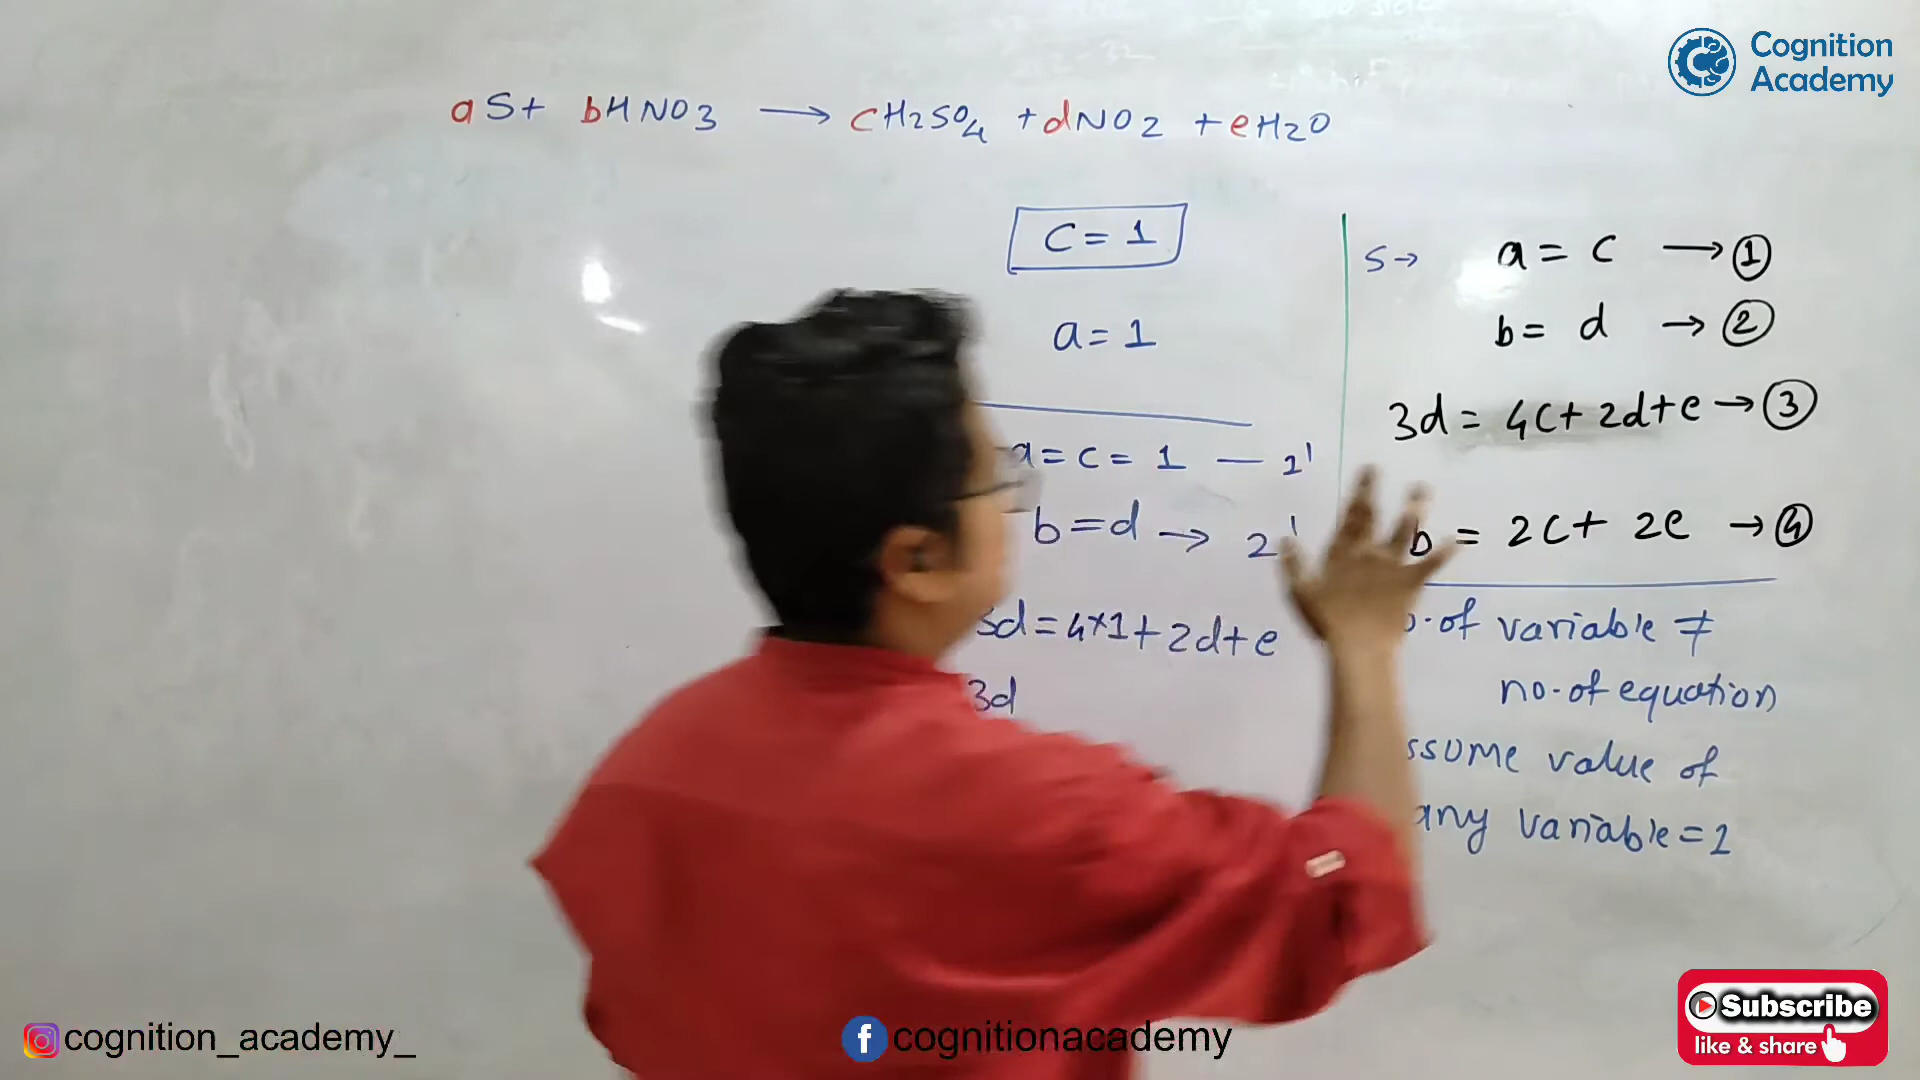 Cognition
Academy
aS + bHNO3 → cH2SO4 + dNO2 + eH2O
C = 1
a = 1
a = c = 1 — 1'
b = d → 2'
3d = 4×1 + 2d + e
3d
S → a = c → ①
b = d → ②
3d = 4c + 2d + e → ③
b = 2c + 2e → ④
of variable ≠
no. of equation
value of
any variable = 1
cognition_academy_
cognitionacademy
Subscribe
like & share